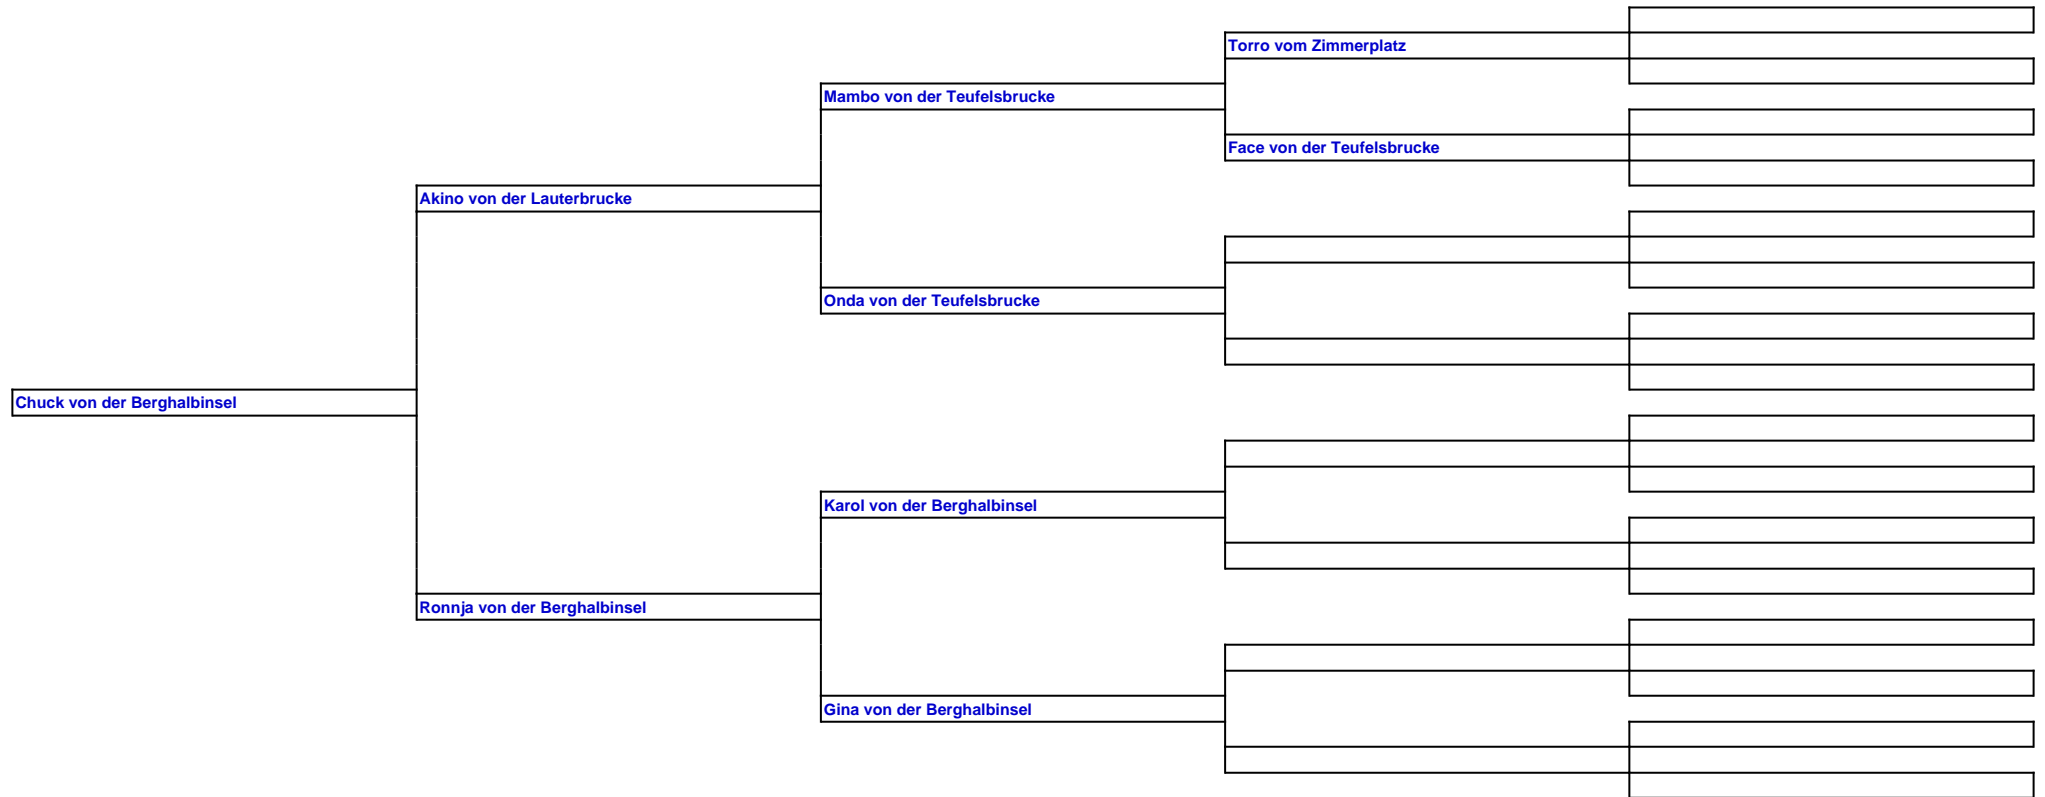 Torro vom Zimmerplatz
Mambo von der Teufelsbrucke
Face von der Teufelsbrucke
Akino von der Lauterbrucke
Onda von der Teufelsbrucke
Chuck von der Berghalbinsel
Karol von der Berghalbinsel
Ronnja von der Berghalbinsel
Gina von der Berghalbinsel